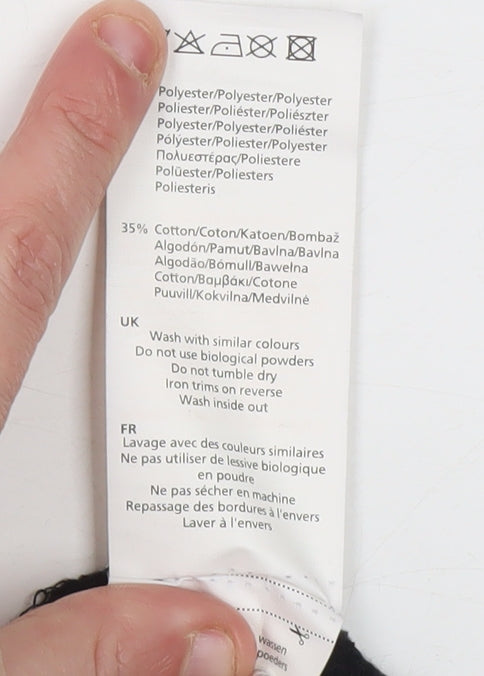 Polyester/Polyester/Polyester
Poliester/Poliéster/Poliészter
Polyester/Polyester/Poliéster
Pólýester/Poliester/Polyester
Πολυεστέρας/Poliestere
Polüester/Poliesters
Poliesteris
35% Cotton/Coton/Katoen/Bombaž
Algodón/Pamut/Bavlna/Bavlna
Algodão/Bómull/Bawełna
Cotton/Βαμβάκι/Cotone
Puuvill/Kokvilna/Medvilnė
UK
Wash with similar colours
Do not use biological powders
Do not tumble dry
Iron trims on reverse
Wash inside out
FR
Lavage avec des couleurs similaires
Ne pas utiliser de lessive biologique
en poudre
Ne pas sécher en machine
Repassage des bordures à l'envers
Laver à l'envers
wassen
poeders